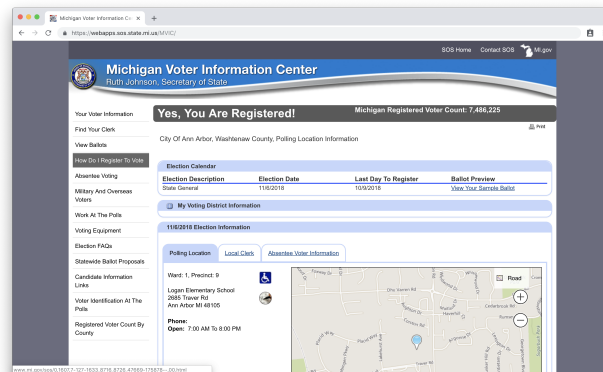 Michigan Voter Information Ce
https://webapps.sos.state.mi.us/MVIC/
SOS Home Contact SOS MI.gov
Michigan Voter Information Center
Ruth Johnson, Secretary of State
Your Voter Information
Find Your Clerk
View Ballots
How Do I Register To Vote
Absentee Voting
Military And Overseas
Voters
Work At The Polls
Voting Equipment
Election FAQs
Statewide Ballot Proposals
Candidate Information
Links
Voter Identification At The
Polls
Registered Voter Count By
County
Yes, You Are Registered! Michigan Registered Voter Count: 7,486,225
Print
City Of Ann Arbor, Washtenaw County, Polling Location Information
Election Calendar
Election Description Election Date Last Day To Register Ballot Preview
State General 11/6/2018 10/9/2018 View Your Sample Ballot
My Voting District Information
11/6/2018 Election Information
Polling Location Local Clerk Absentee Voter Information
Ward: 1, Precinct: 9
Logan Elementary School
2685 Traver Rd
Ann Arbor MI 48105
Phone:
Open: 7:00 AM To 8:00 PM
Road
Traver Rd